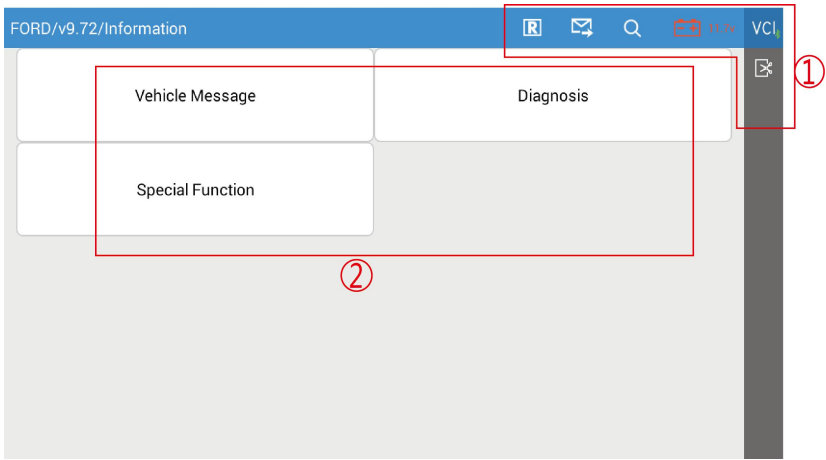 FORD/v9.72/Information
R
VCI
①
Vehicle Message
Diagnosis
Special Function
②